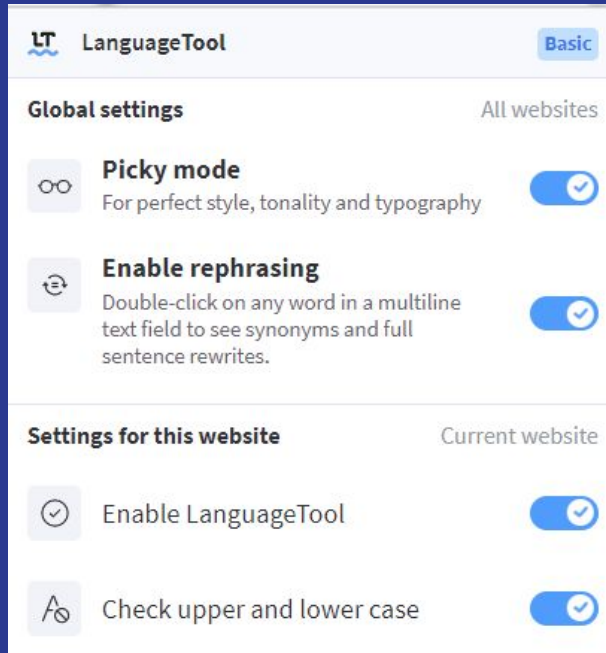 LT LanguageTool Basic
Global settings All websites
Picky mode
For perfect style, tonality and typography
Enable rephrasing
Double-click on any word in a multiline
text field to see synonyms and full
sentence rewrites.
Settings for this website Current website
Enable LanguageTool
Check upper and lower case